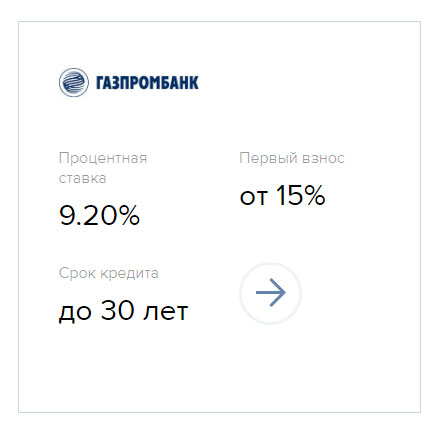 ГАЗПРОМБАНК
Процентная
ставка
9.20%
Первый взнос
от 15%
Срок кредита
до 30 лет